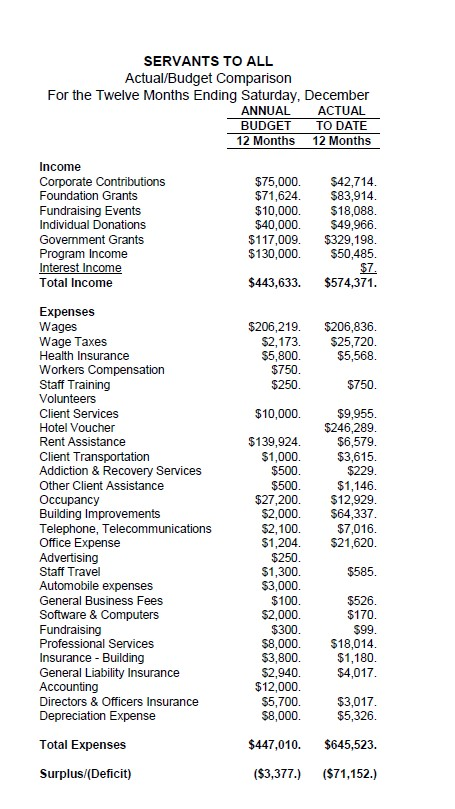 SERVANTS TO ALL
Actual/Budget Comparison
For the Twelve Months Ending Saturday, December
ANNUAL ACTUAL
BUDGET TO DATE
12 Months 12 Months
Income
Corporate Contributions $75,000. $42,714.
Foundation Grants $71,624. $83,914.
Fundraising Events $10,000. $18,088.
Individual Donations $40,000. $49,966.
Government Grants $117,009. $329,198.
Program Income $130,000. $50,485.
Interest Income $7.
Total Income $443,633. $574,371.
Expenses
Wages $206,219. $206,836.
Wage Taxes $2,173. $25,720.
Health Insurance $5,800. $5,568.
Workers Compensation $750.
Staff Training $250. $750.
Volunteers
Client Services $10,000. $9,955.
Hotel Voucher $246,289.
Rent Assistance $139,924. $6,579.
Client Transportation $1,000. $3,615.
Addiction & Recovery Services $500. $229.
Other Client Assistance $500. $1,146.
Occupancy $27,200. $12,929.
Building Improvements $2,000. $64,337.
Telephone, Telecommunications $2,100. $7,016.
Office Expense $1,204. $21,620.
Advertising $250.
Staff Travel $1,300. $585.
Automobile expenses $3,000.
General Business Fees $100. $526.
Software & Computers $2,000. $170.
Fundraising $300. $99.
Professional Services $8,000. $18,014.
Insurance - Building $3,800. $1,180.
General Liability Insurance $2,940. $4,017.
Accounting $12,000.
Directors & Officers Insurance $5,700. $3,017.
Depreciation Expense $8,000. $5,326.
Total Expenses $447,010. $645,523.
Surplus/(Deficit) ($3,377.) ($71,152.)